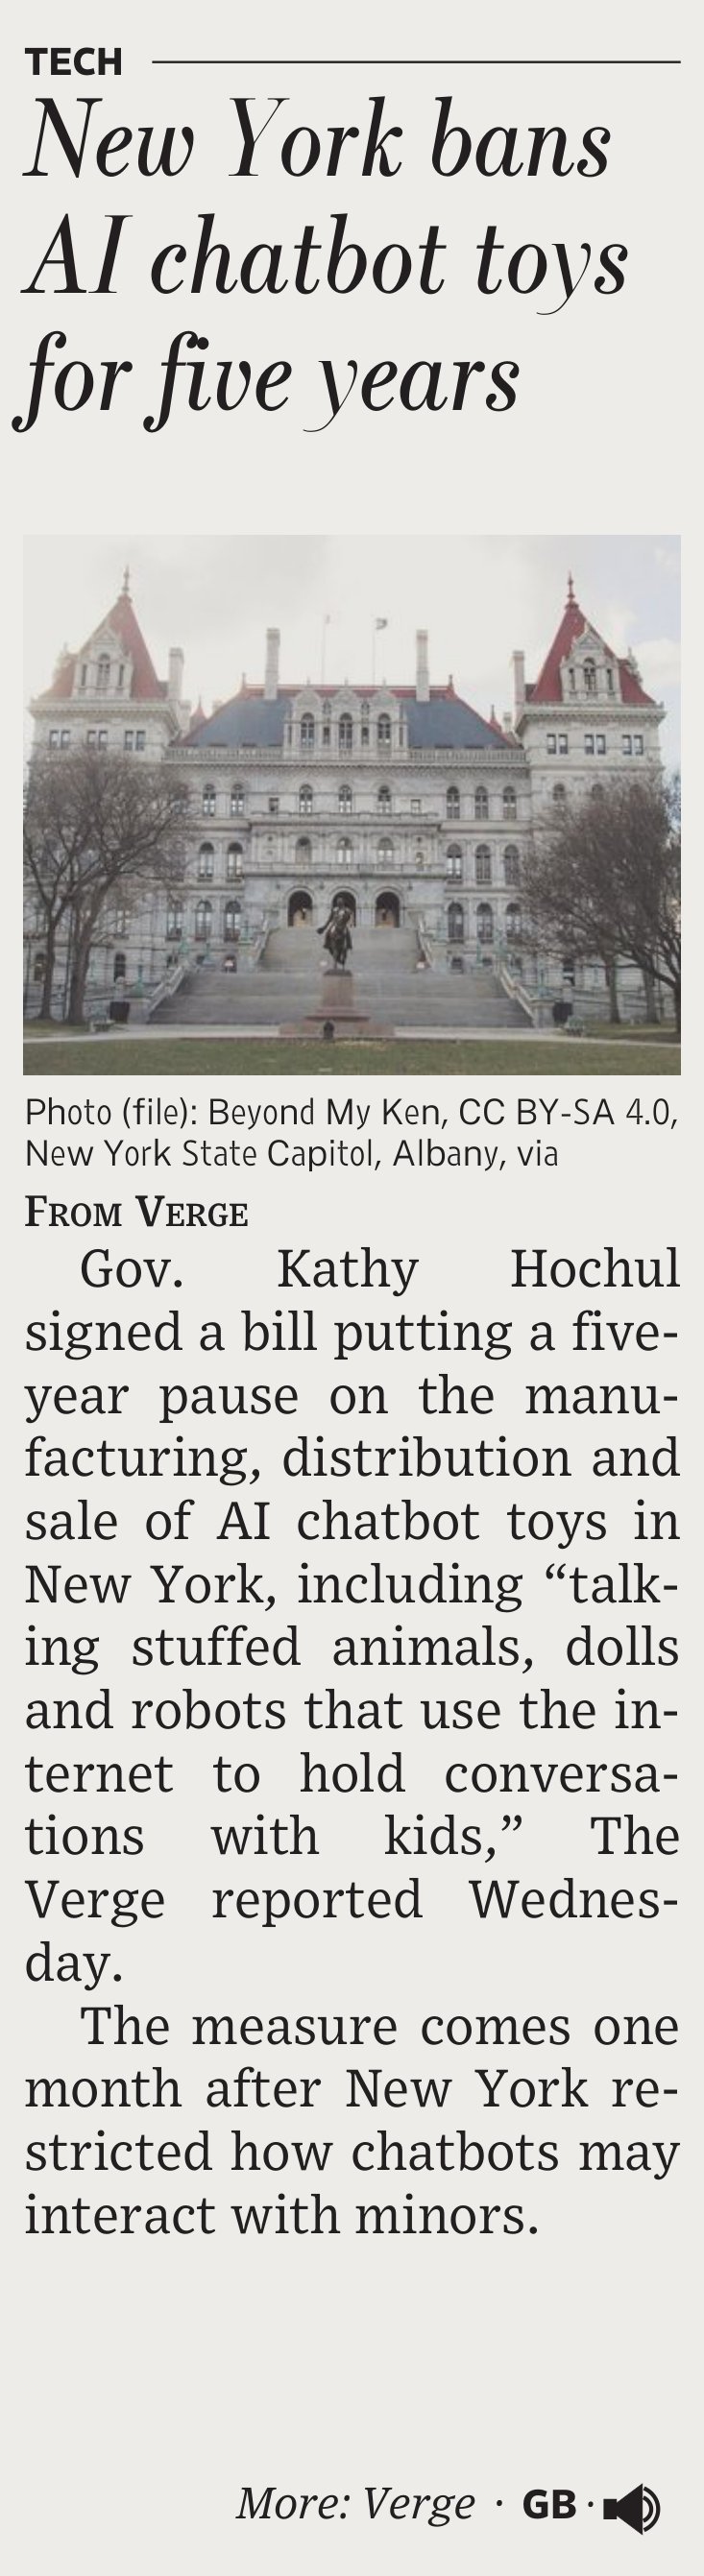 TECH
New York bans
AI chatbot toys
for five years
Photo (file): Beyond My Ken, CC BY-SA 4.0,
New York State Capitol, Albany, via
FROM VERGE
Gov. Kathy Hochul
signed a bill putting a five-
year pause on the manu-
facturing, distribution and
sale of AI chatbot toys in
New York, including “talk-
ing stuffed animals, dolls
and robots that use the in-
ternet to hold conversa-
tions with kids,” The
Verge reported Wednes-
day.
The measure comes one
month after New York re-
stricted how chatbots may
interact with minors.
More: Verge · GB ·